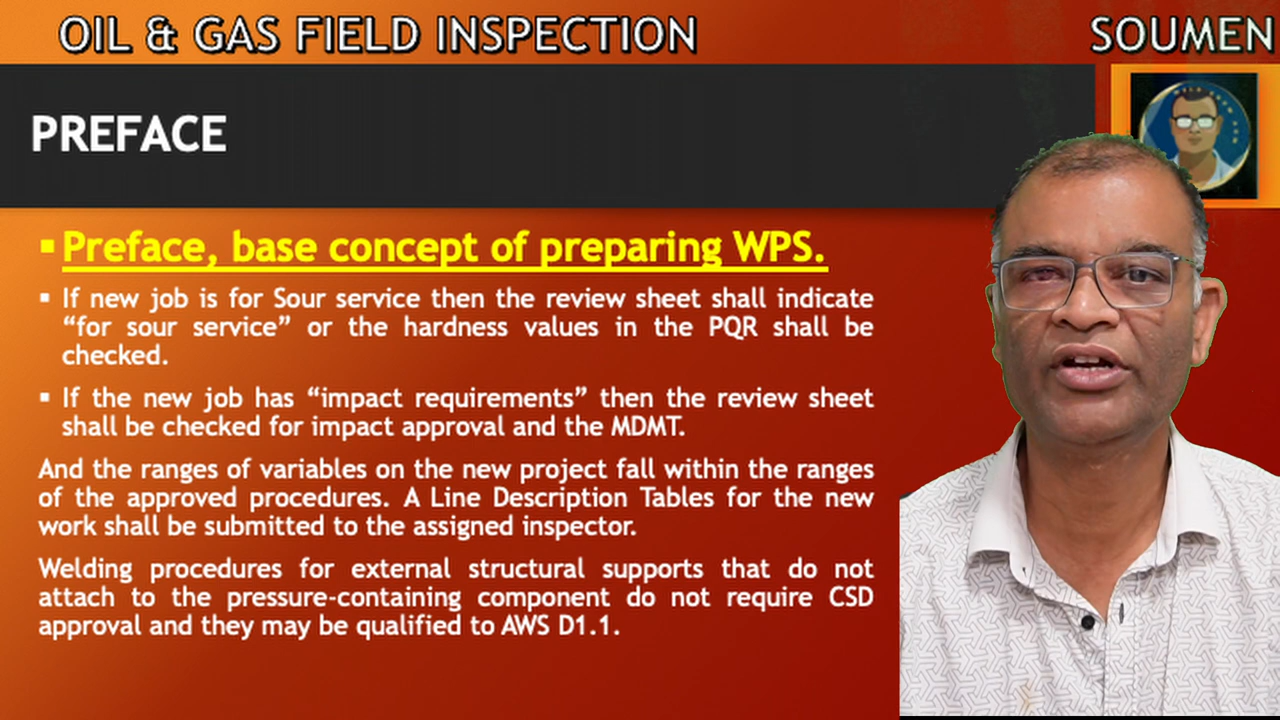 OIL & GAS FIELD INSPECTION
SOUMEN
PREFACE
▪ Preface, base concept of preparing WPS.
▪ If new job is for Sour service then the review sheet shall indicate
“for sour service” or the hardness values in the PQR shall be
checked.
▪ If the new job has “impact requirements” then the review sheet
shall be checked for impact approval and the MDMT.
And the ranges of variables on the new project fall within the ranges
of the approved procedures. A Line Description Tables for the new
work shall be submitted to the assigned inspector.
Welding procedures for external structural supports that do not
attach to the pressure-containing component do not require CSD
approval and they may be qualified to AWS D1.1.